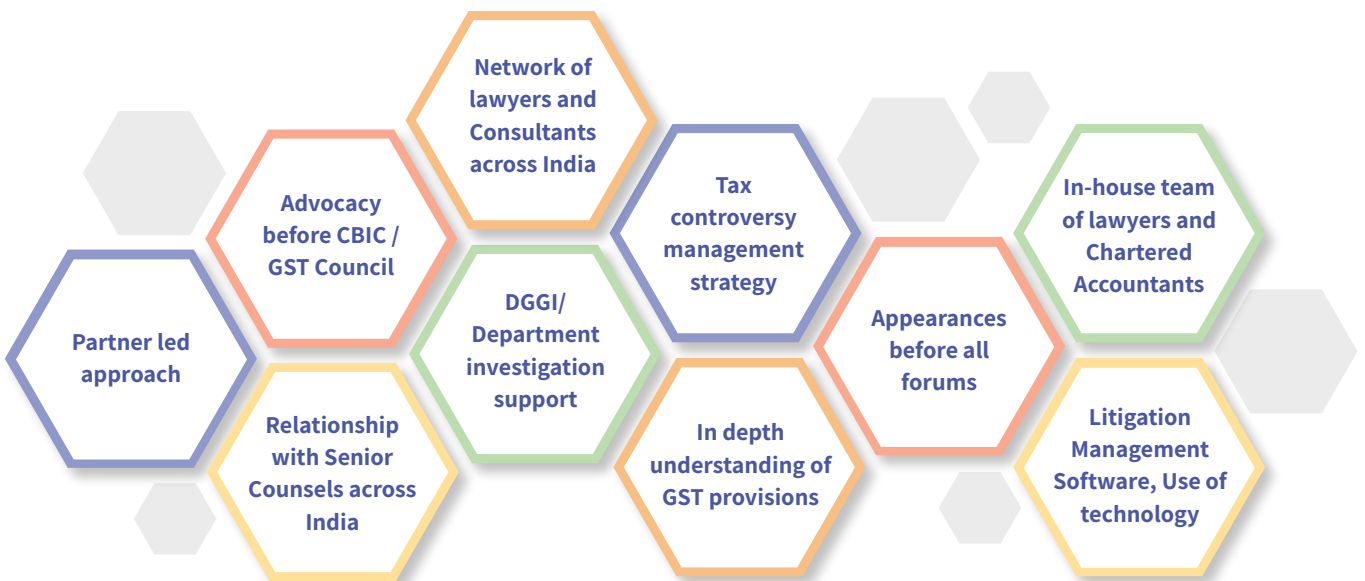 Partner led
approach
Advocacy
before CBIC /
GST Council
Relationship
with Senior
Counsels across
India
Network of
lawyers and
Consultants
across India
DGGI/
Department
investigation
support
Tax
controversy
management
strategy
In depth
understanding of
GST provisions
Appearances
before all
forums
In-house team
of lawyers and
Chartered
Accountants
Litigation
Management
Software, Use of
technology